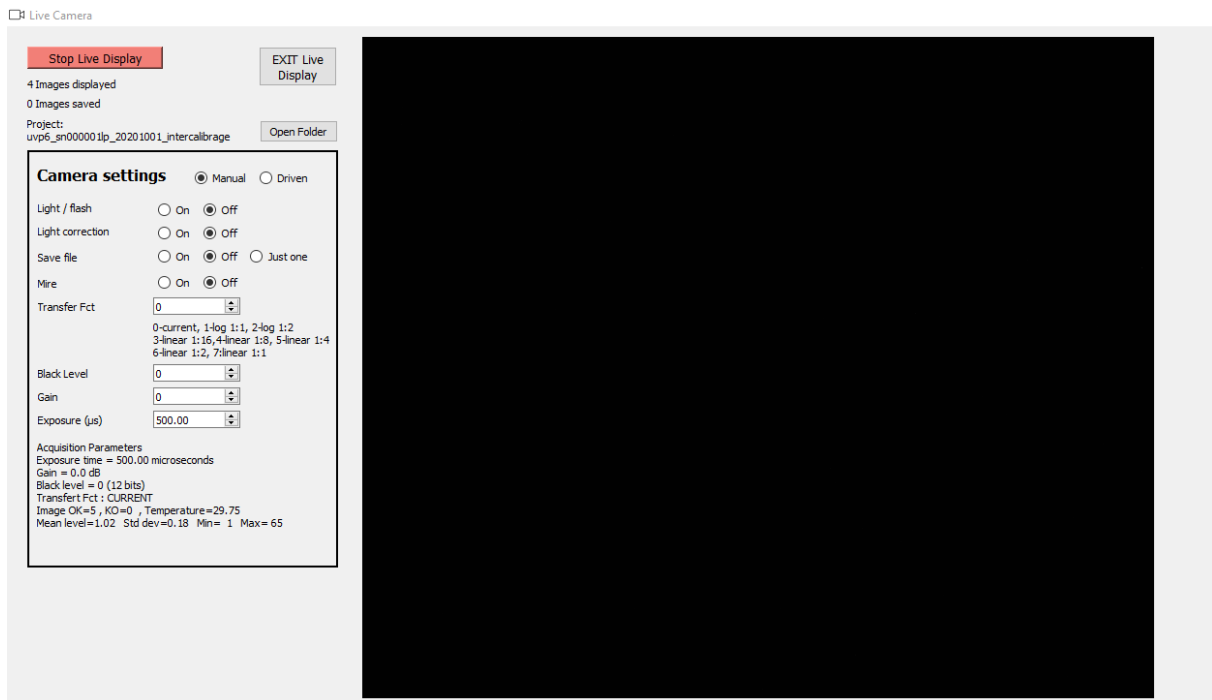 Live Camera
Stop Live Display
EXIT Live
Display
4 Images displayed
0 Images saved
Project:
uvp6_sn000001lp_20201001_intercalibrage
Open Folder
Camera settings Manual Driven
Light / flash On Off
Light correction On Off
Save file On Off Just one
Mire On Off
Transfer Fct 0
0-current, 1-log 1:1, 2-log 1:2
3-linear 1:16,4-linear 1:8, 5-linear 1:4
6-linear 1:2, 7:linear 1:1
Black Level 0
Gain 0
Exposure (µs) 500.00
Acquisition Parameters
Exposure time = 500.00 microseconds
Gain = 0.0 dB
Black level = 0 (12 bits)
Transfert Fct : CURRENT
Image OK=5 , KO=0 , Temperature=29.75
Mean level=1.02 Std dev=0.18 Min= 1 Max= 65